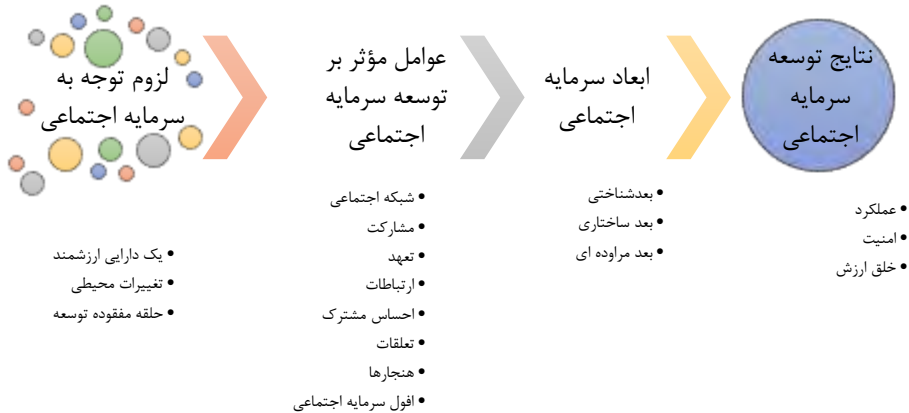 لزوم توجه به
سرمایه اجتماعی
• یک دارایی ارزشمند
• تغییرات محیطی
• حلقه مفقوده توسعه
عوامل مؤثر بر
توسعه سرمایه
اجتماعی
• شبکه اجتماعی
• مشارکت
• تعهد
• ارتباطات
• احساس مشترک
• تعلقات
• هنجارها
• افول سرمایه اجتماعی
ابعاد سرمایه
اجتماعی
• بعدشناختی
• بعد ساختاری
• بعد مراوده ای
نتایج توسعه
سرمایه
اجتماعی
• عملکرد
• امنیت
• خلق ارزش